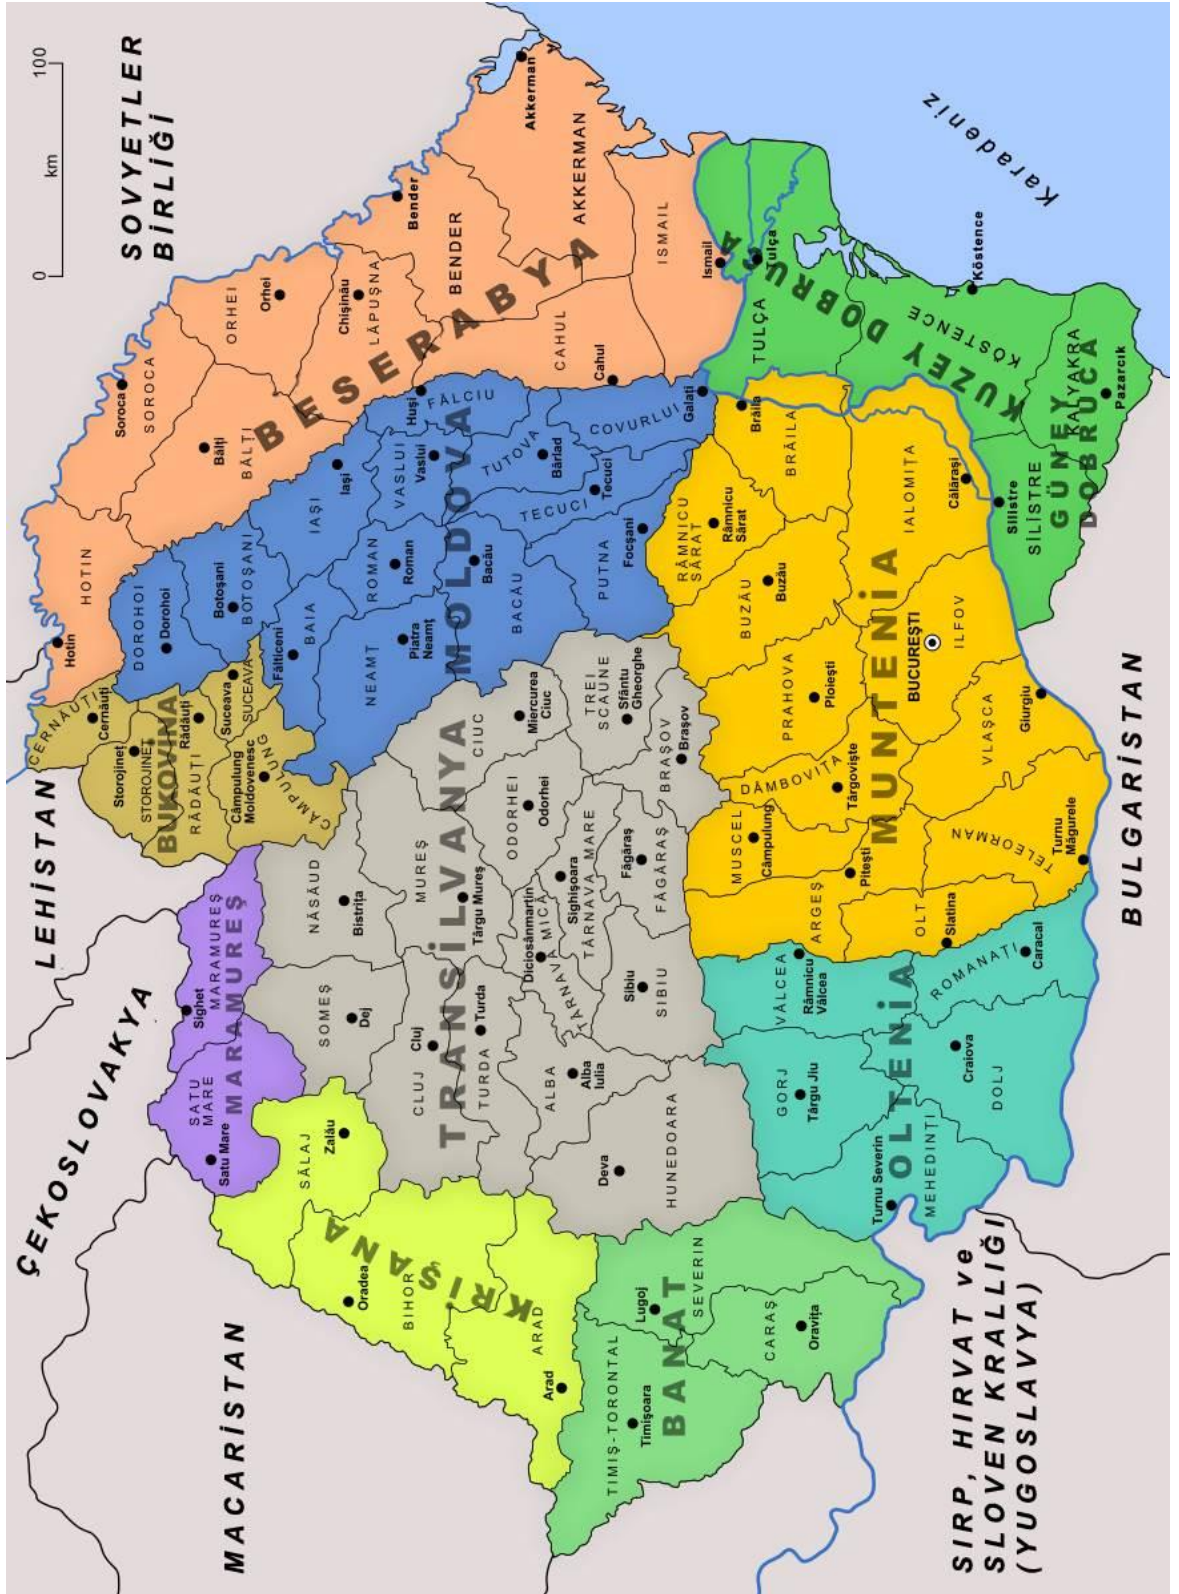 LEHİSTAN
SOVYETLER
BİRLİĞİ
0
km
100
ÇEKOSLOVAKYA
MACARİSTAN
SIRP, HIRVAT ve
SLOVEN KRALLIĞI
(YUGOSLAVYA)
BULGARİSTAN
Karadeniz
MARAMUREŞ
SATU
MARE
Satu Mare
MARAMUREŞ
Sighet
BUKOVINA
CERNĂUȚI
Cernăuți
STOROJINEȚ
Storojineț
RĂDĂUȚI
Rădăuți
SUCEAVA
Suceava
CÂMPULUNG
Câmpulung
Moldovenesc
BESERABYA
HOTIN
Hotin
SOROCA
Soroca
BĂLȚI
Bălți
ORHEI
Orhei
LĂPUȘNA
Chișinău
BENDER
Bender
AKKERMAN
Akkerman
CAHUL
Cahul
ISMAIL
Ismail
MOLDOVA
DOROHOI
Dorohoi
BOTOȘANI
Botoșani
IAȘI
Iași
BAIA
Fălticeni
NEAMȚ
Piatra
Neamț
ROMAN
Roman
VASLUI
Vaslui
FĂLCIU
Huși
BACĂU
Bacău
TUTOVA
Bârlad
TECUCI
Tecuci
COVURLUI
Galați
PUTNA
Focșani
KRİŞANA
SĂLAJ
Zalău
BIHOR
Oradea
ARAD
Arad
TRANSİLVANYA
NĂSĂUD
Bistrița
SOMEȘ
Dej
CLUJ
Cluj
MUREȘ
Târgu Mureș
TURDA
Turda
CIUC
Miercurea
Ciuc
ODORHEI
Odorhei
TÂRNAVA MICĂ
Diciosânmartin
TÂRNAVA MARE
Sighișoara
ALBA
Alba
Iulia
HUNEDOARA
Deva
SIBIU
Sibiu
FĂGĂRAȘ
Făgăraș
BRAȘOV
Brașov
TREI
SCAUNE
Sfântu
Gheorghe
BANAT
TIMIȘ-TORONTAL
Timișoara
SEVERIN
Lugoj
CARAȘ
Oravița
OLTENİA
VÂLCEA
Râmnicu
Vâlcea
GORJ
Târgu Jiu
MEHEDINȚI
Turnu Severin
DOLJ
Craiova
ROMANAȚI
Caracal
MUNTENİA
RÂMNICU
SĂRAT
Râmnicu
Sărat
BRĂILA
Brăila
BUZĂU
Buzău
PRAHOVA
Ploiești
DÂMBOVIȚA
Târgoviște
MUSCEL
Câmpulung
ARGEȘ
Pitești
OLT
Slatina
TELEORMAN
Turnu
Măgurele
VLAȘCA
Giurgiu
ILFOV
BUCUREȘTI
IALOMIȚA
Călărași
KUZEY DOBRUCA
TULÇA
Tulça
KÖSTENCE
Köstence
GÜNEY
DOBRUCA
SİLİSTRE
Silistre
KALYAKRA
Pazarcık